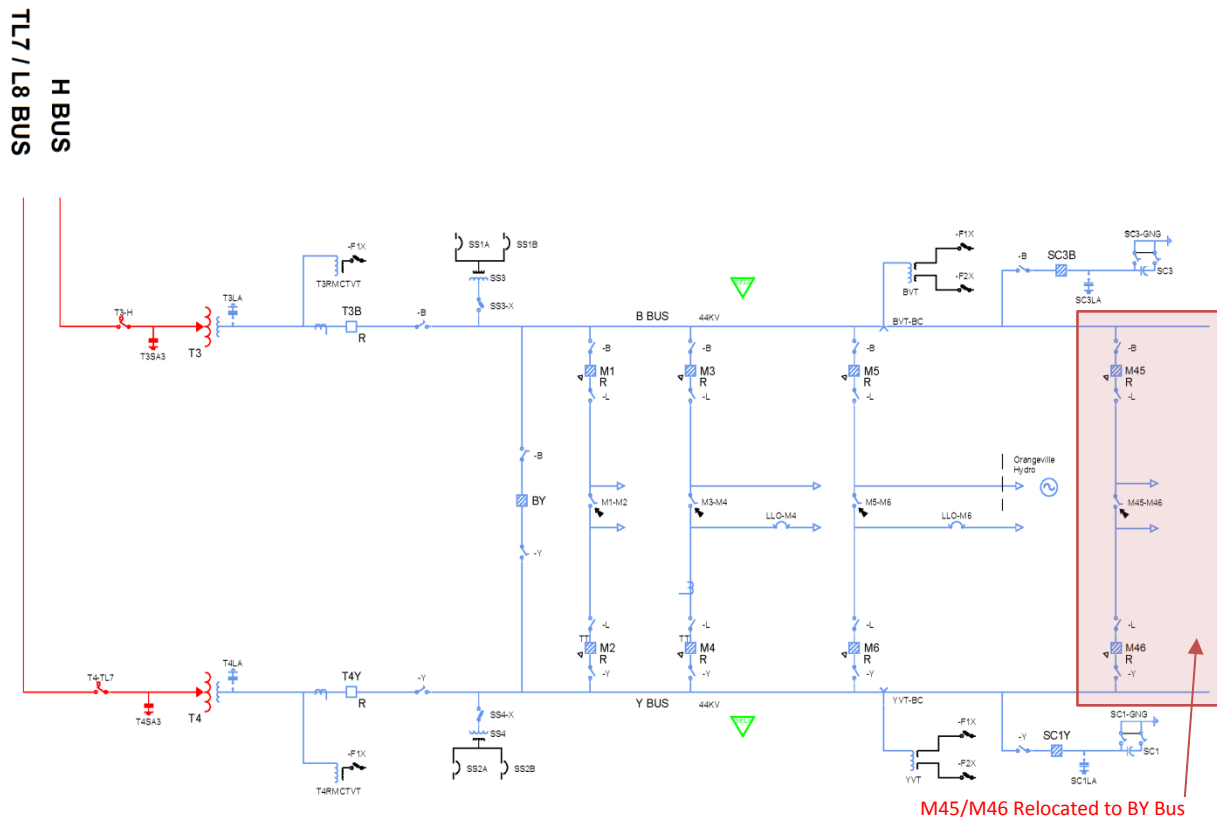 TL7 / L8 BUS
H BUS
-F1X
T3RMCTVT
T3LA
T3-H
T3SA3
T3
T3B
R
-B
SS1A
SS1B
SS3
SS3-X
B BUS
44KV
BVT
-F1X
-F2X
BVT-BC
-B
SC3B
SC3LA
SC3-GNG
SC3
-B
M1
R
-L
-B
M3
R
-L
-B
M5
R
-L
-B
M45
R
-L
-B
BY
-Y
M1-M2
M3-M4
LLO-M4
M5-M6
LLO-M6
Orangeville
Hydro
M45-M46
-L
TT
M2
R
-Y
-L
TT
M4
R
-Y
-L
M6
R
-Y
-L
M46
R
-Y
T4-TL7
T4SA3
T4
T4LA
T4Y
R
-Y
-F1X
T4RMCTVT
SS4-X
SS4
SS2A
SS2B
Y BUS
44KV
YVT-BC
YVT
-F1X
-F2X
-Y
SC1Y
SC1LA
SC1-GNG
SC1
M45/M46 Relocated to BY Bus